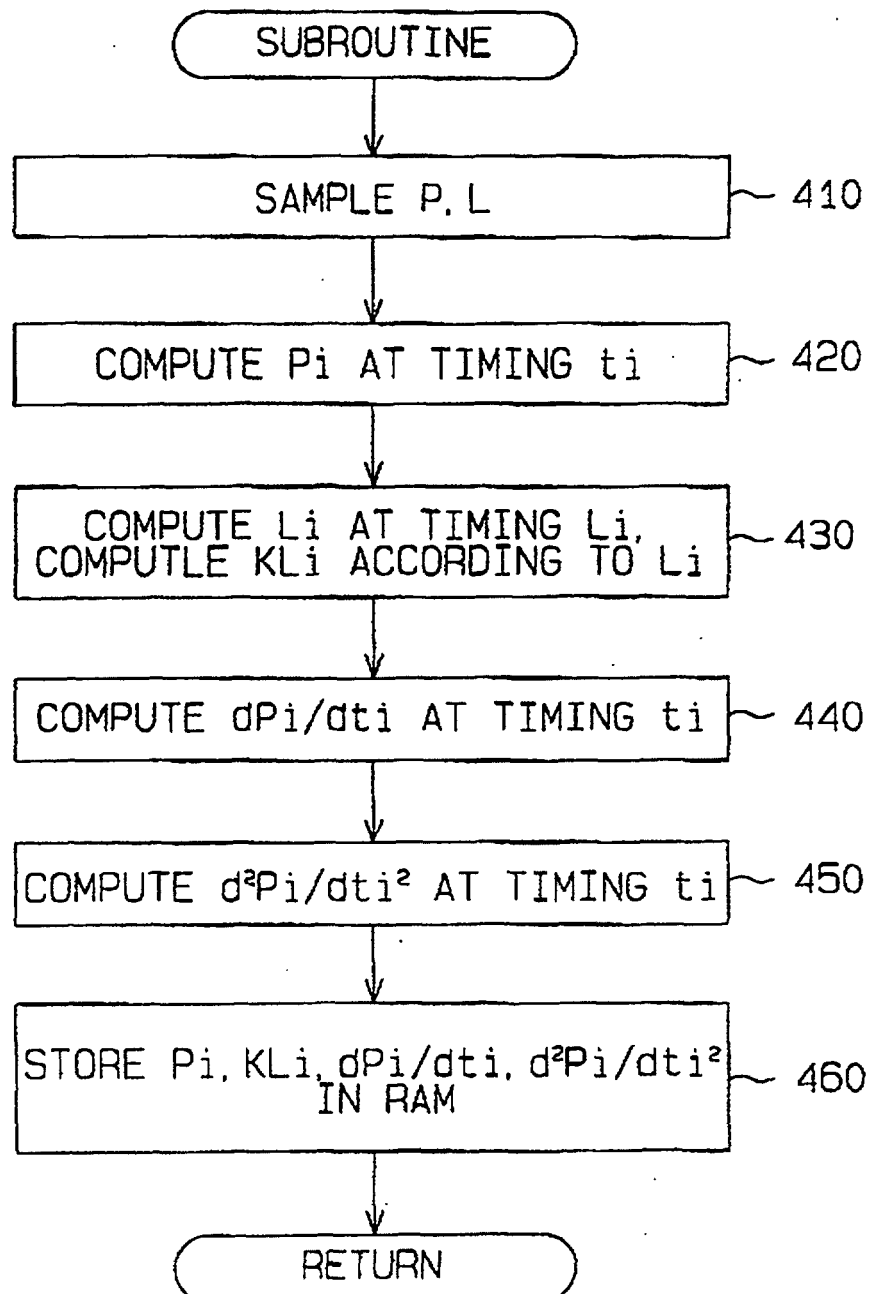 SUBROUTINE
SAMPLE P, L
410
COMPUTE Pi AT TIMING ti
420
COMPUTE Li AT TIMING Li,
COMPUTLE KLi ACCORDING TO Li
430
COMPUTE dPi/dti AT TIMING ti
440
COMPUTE d²Pi/dti² AT TIMING ti
450
STORE Pi, KLi, dPi/dti, d²Pi/dti²
IN RAM
460
RETURN